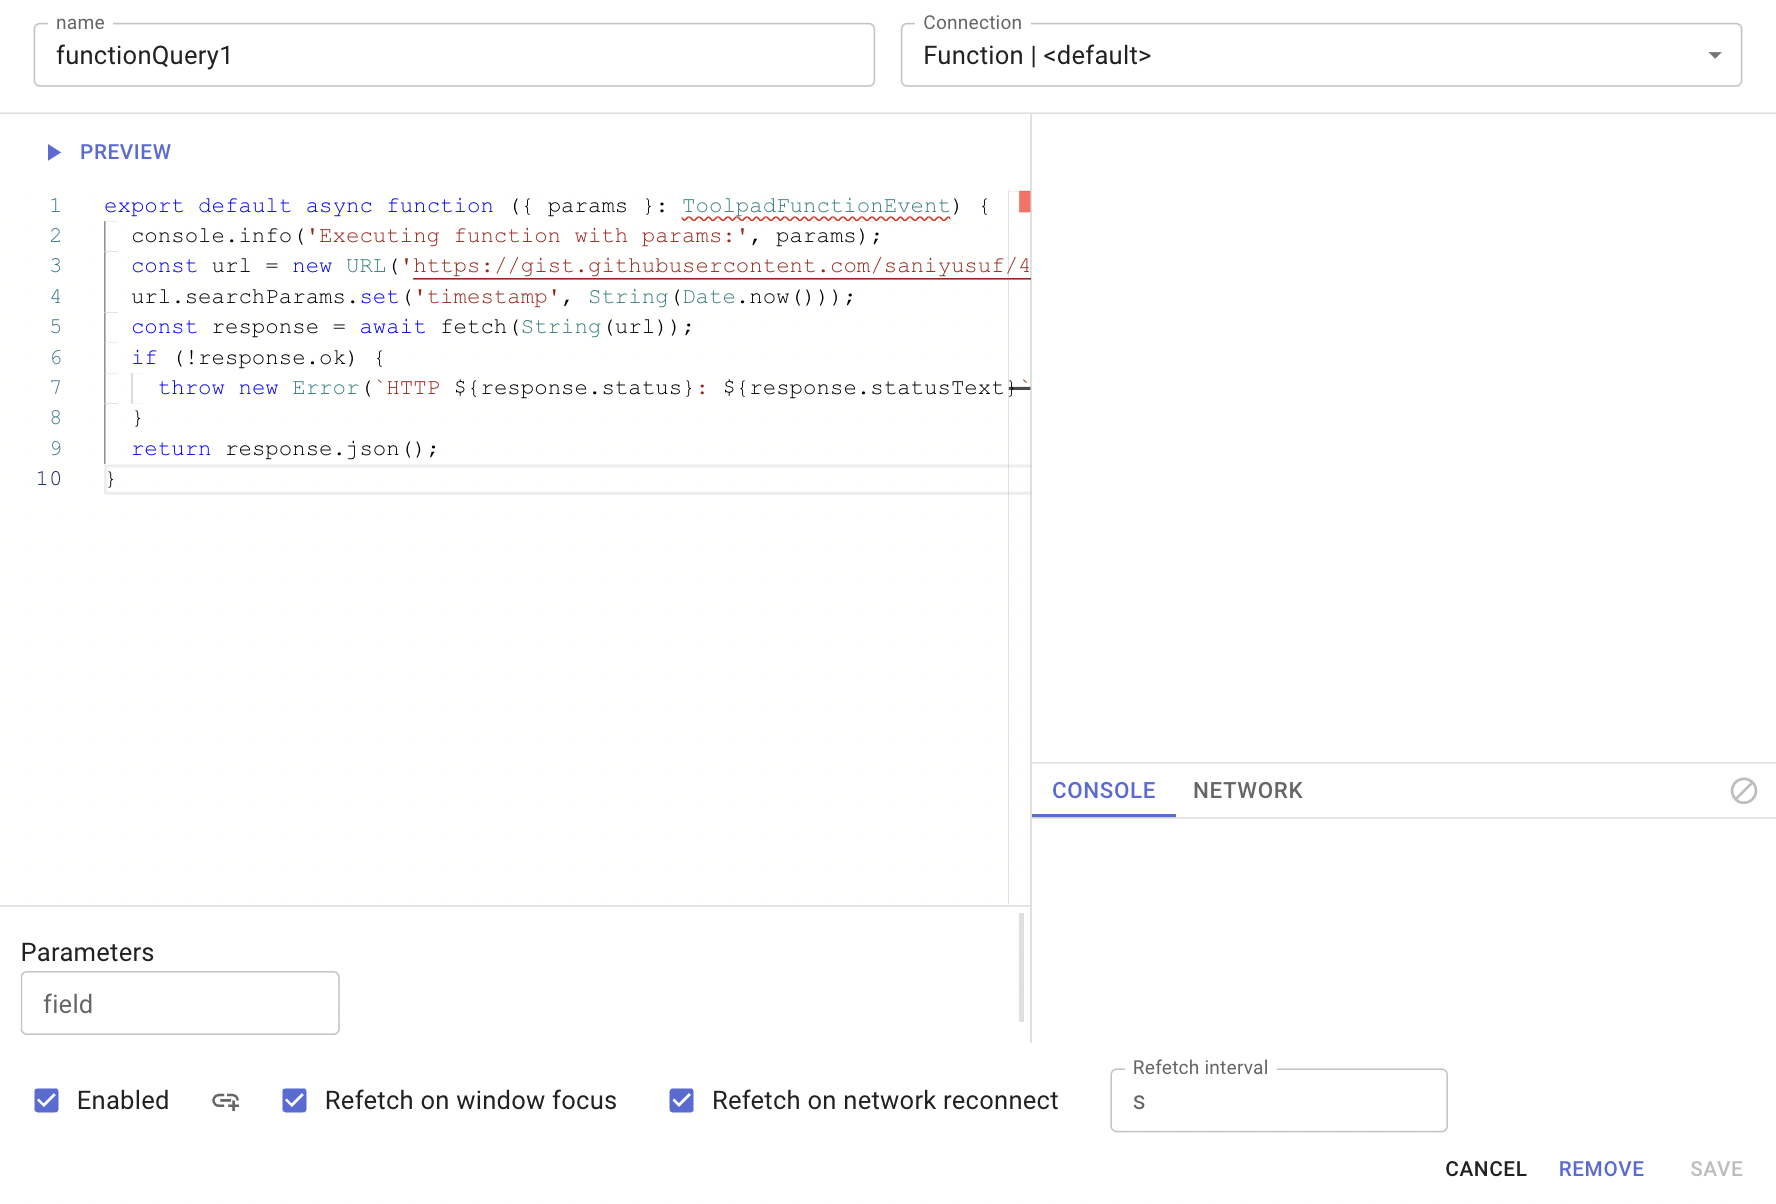 name
functionQuery1
Connection
Function | <default>
PREVIEW
1 export default async function ({ params }: ToolpadFunctionEvent) {
2 console.info('Executing function with params:', params);
3 const url = new URL('https://gist.githubusercontent.com/saniyusuf/4
4 url.searchParams.set('timestamp', String(Date.now()));
5 const response = await fetch(String(url));
6 if (!response.ok) {
7 throw new Error(`HTTP ${response.status}: ${response.statusText}`
8 }
9 return response.json();
10 }
CONSOLE NETWORK
Parameters
field
Enabled
Refetch on window focus
Refetch on network reconnect
Refetch interval
s
CANCEL REMOVE SAVE